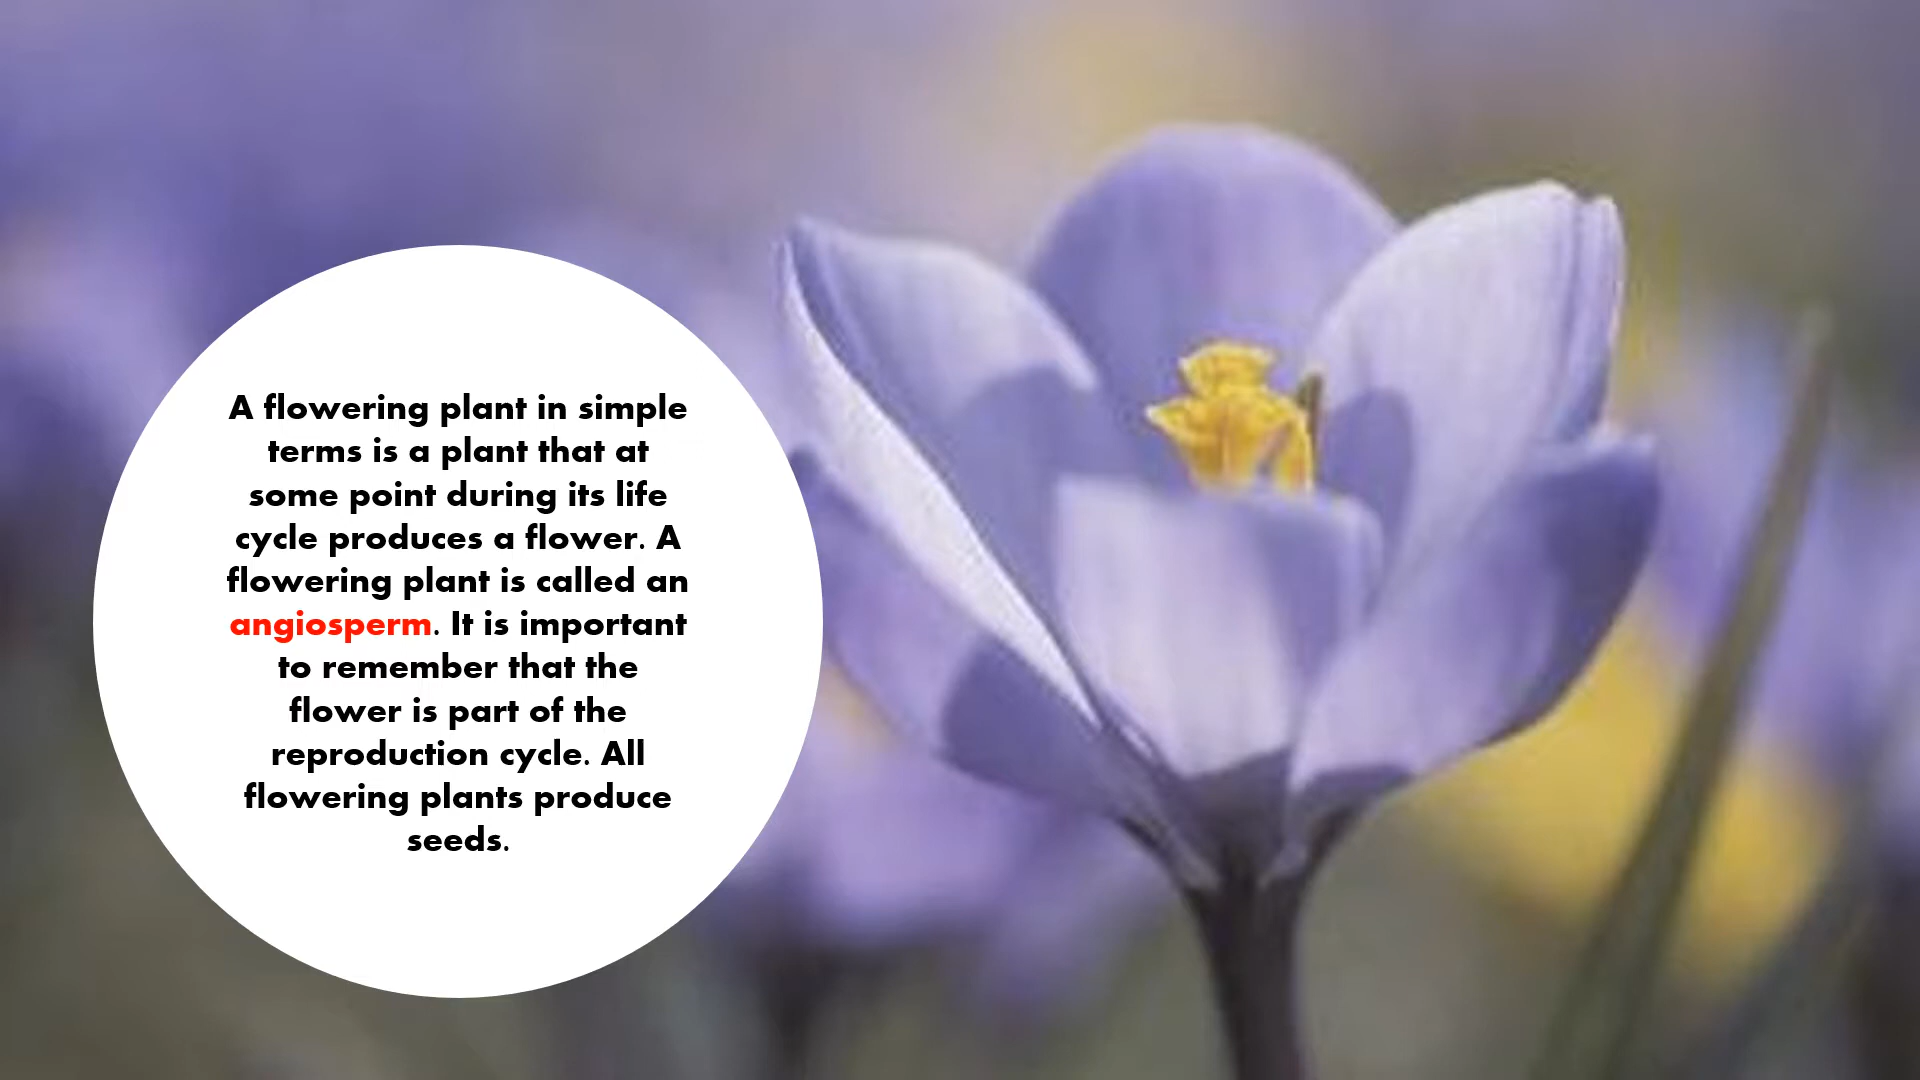 A flowering plant in simple
terms is a plant that at
some point during its life
cycle produces a flower. A
flowering plant is called an
angiosperm. It is important
to remember that the
flower is part of the
reproduction cycle. All
flowering plants produce
seeds.